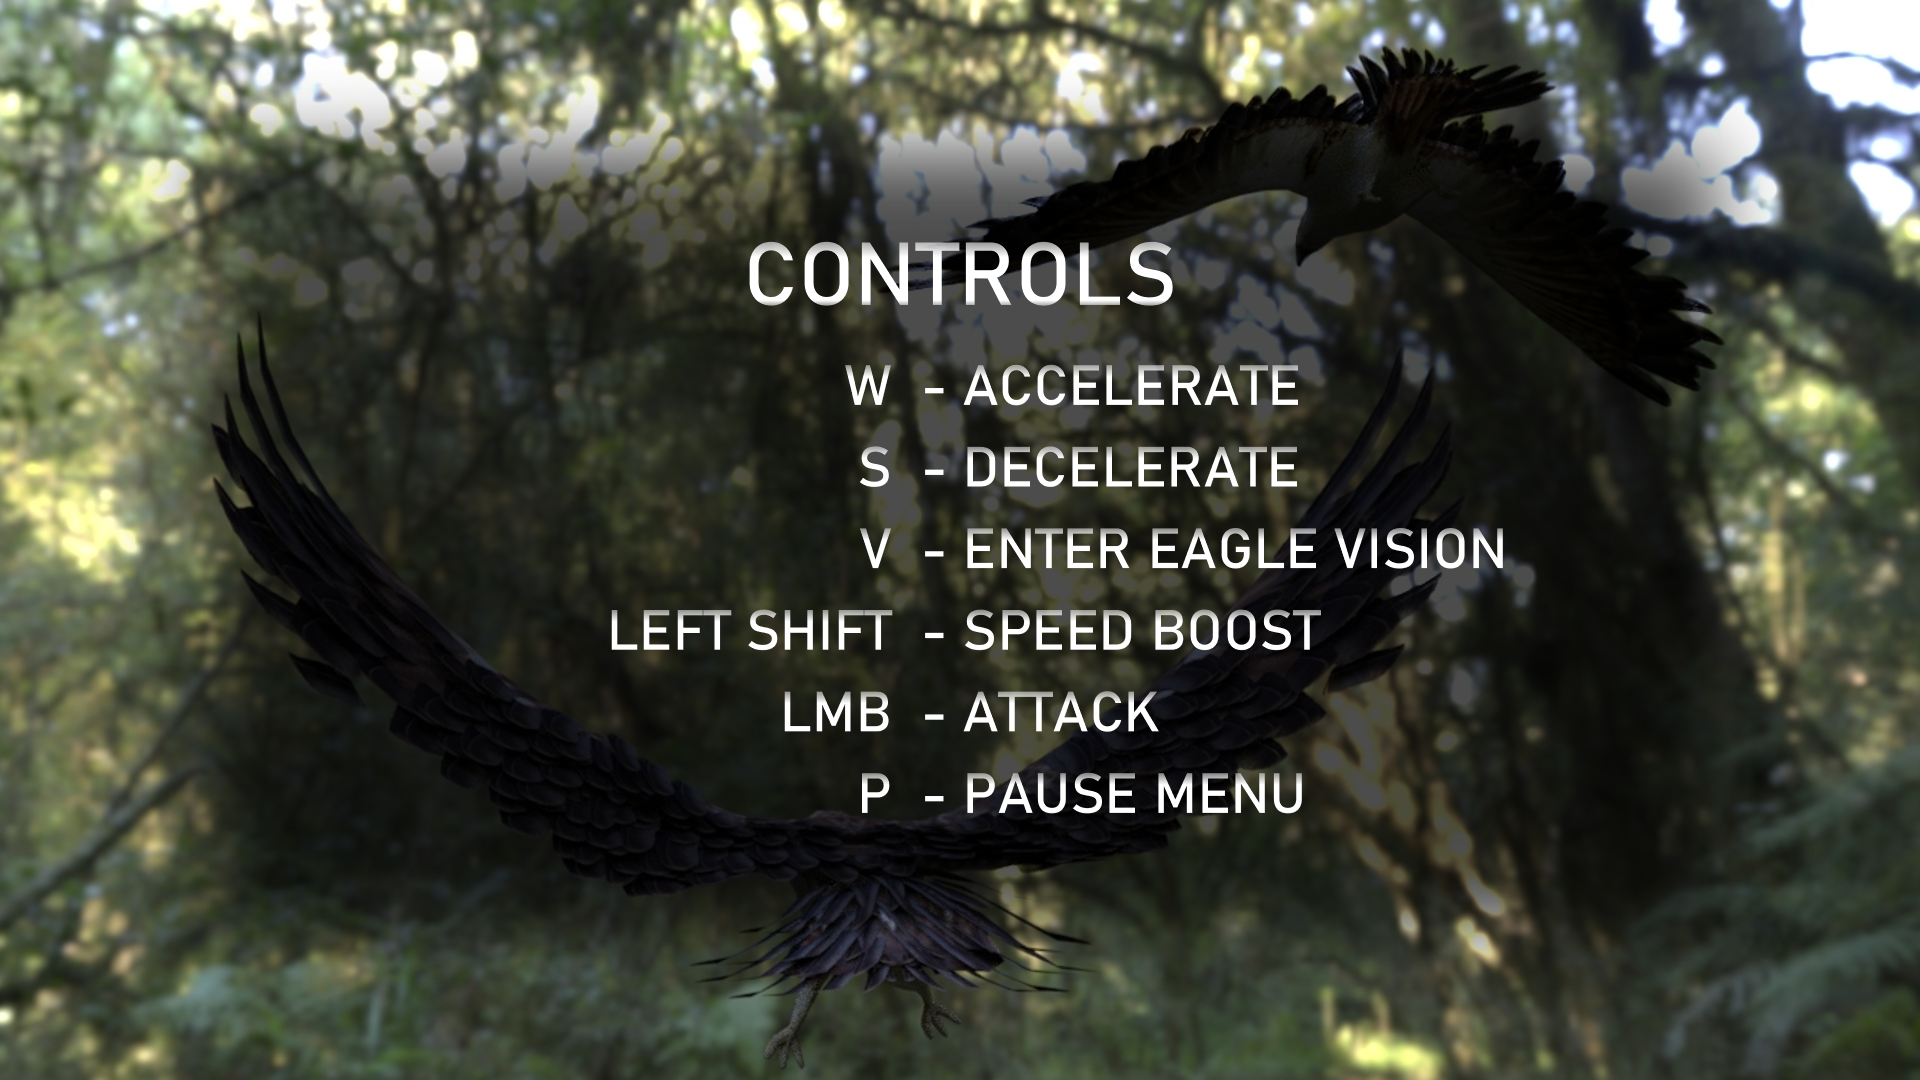 CONTROLS
W - ACCELERATE
S - DECELERATE
V - ENTER EAGLE VISION
LEFT SHIFT - SPEED BOOST
LMB - ATTACK
P - PAUSE MENU